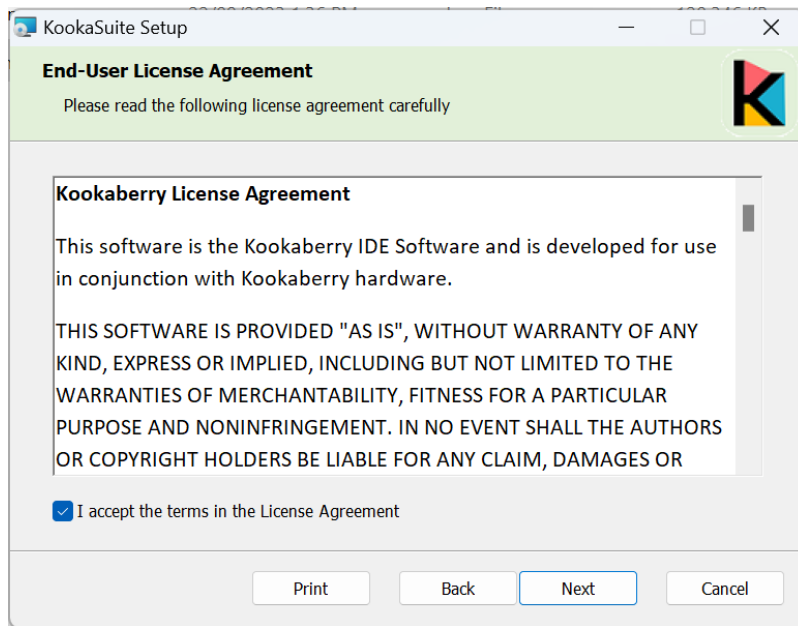 KookaSuite Setup
End-User License Agreement
Please read the following license agreement carefully
Kookaberry License Agreement
This software is the Kookaberry IDE Software and is developed for use
in conjunction with Kookaberry hardware.
THIS SOFTWARE IS PROVIDED "AS IS", WITHOUT WARRANTY OF ANY
KIND, EXPRESS OR IMPLIED, INCLUDING BUT NOT LIMITED TO THE
WARRANTIES OF MERCHANTABILITY, FITNESS FOR A PARTICULAR
PURPOSE AND NONINFRINGEMENT. IN NO EVENT SHALL THE AUTHORS
OR COPYRIGHT HOLDERS BE LIABLE FOR ANY CLAIM, DAMAGES OR
I accept the terms in the License Agreement
Print Back Next Cancel